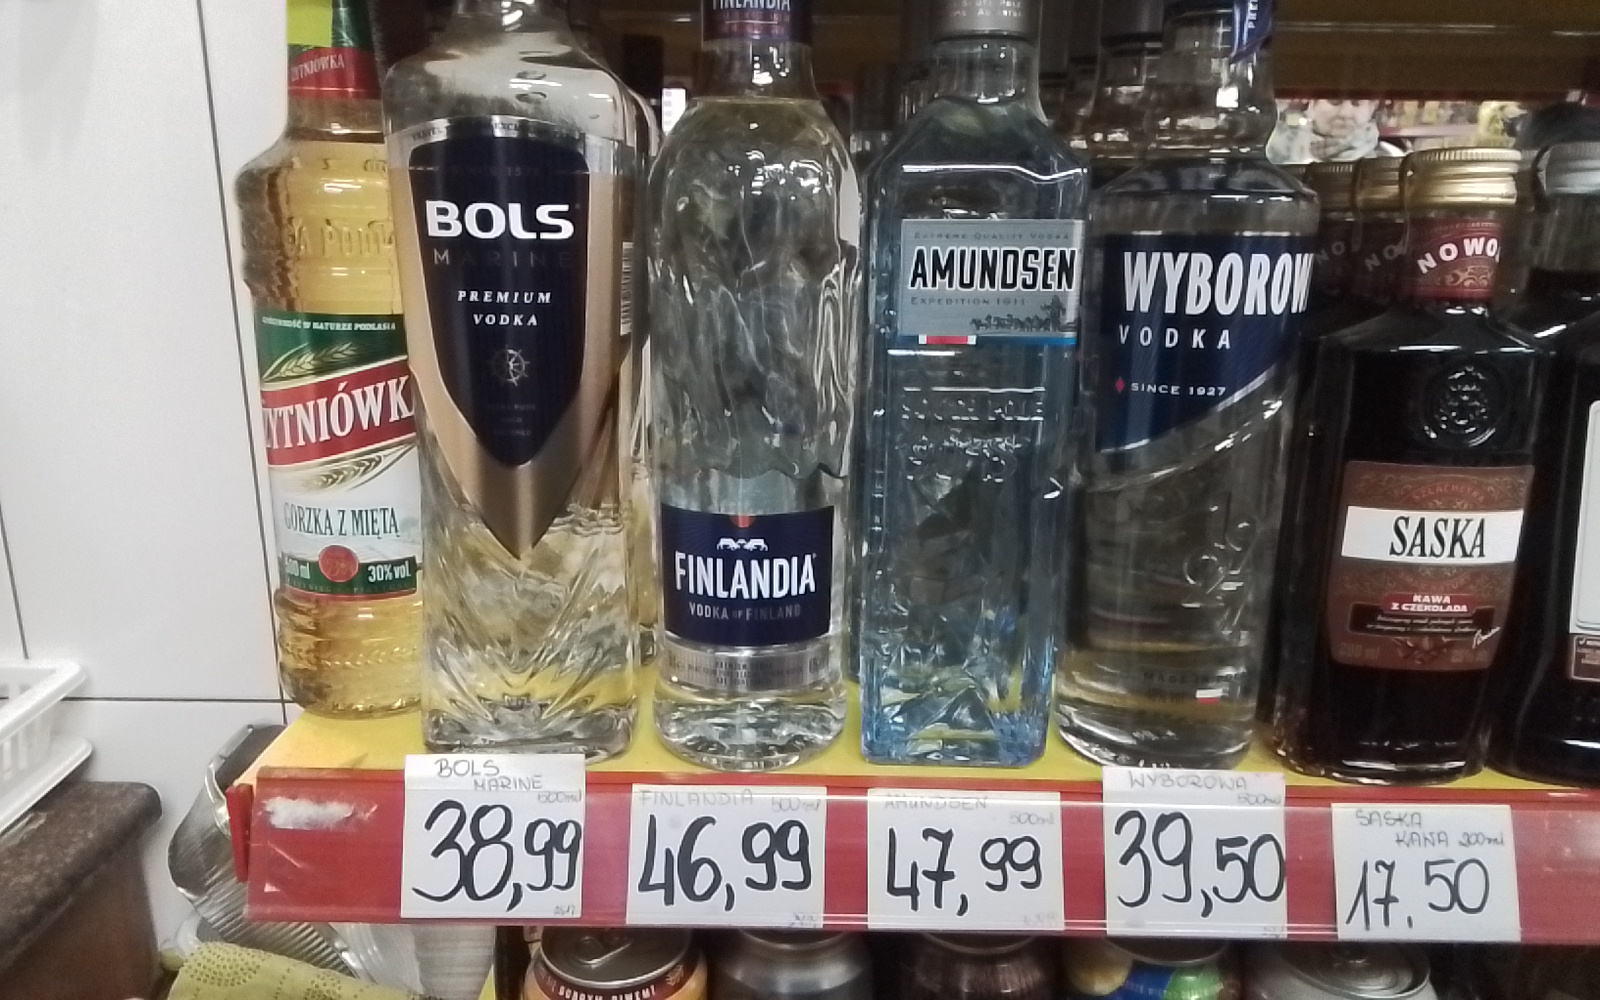 ŻYTNIÓWKA
ŻYTNIÓWKA
GORZKA Z MIĘTĄ
500 ml
30% vol.
BOLS
MARINE
PREMIUM
VODKA
FINLANDIA
FINLANDIA
VODKA OF FINLAND
EXTREME QUALITY VODKA
AMUNDSEN
EXPEDITION 1911
WYBOROW
VODKA
SINCE 1927
NOWO
SASKA
KAWA
Z CZEKOLADĄ
BOLS
MARINE
500ml
38,99
FINLANDIA 500ml
46,99
AMUNDSEN
500ml
47,99
WYBOROWA
500ml
39,50
SASKA
KAWA 200ml
17.50